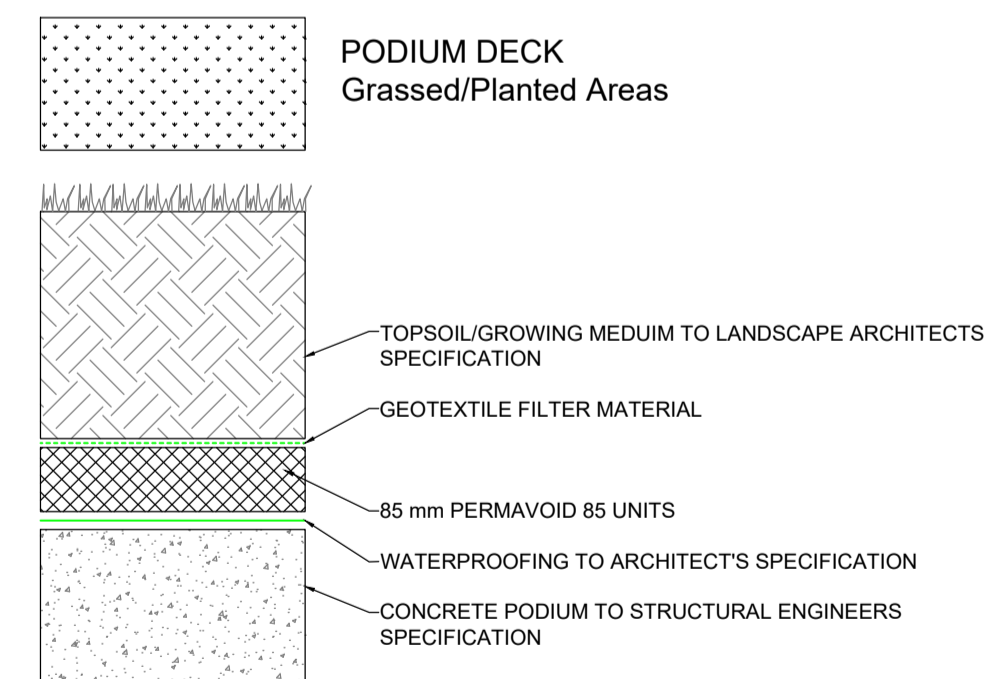 PODIUM DECK
Grassed/Planted Areas
TOPSOIL/GROWING MEDUIM TO LANDSCAPE ARCHITECTS
SPECIFICATION
GEOTEXTILE FILTER MATERIAL
85 mm PERMAVOID 85 UNITS
WATERPROOFING TO ARCHITECT'S SPECIFICATION
CONCRETE PODIUM TO STRUCTURAL ENGINEERS
SPECIFICATION